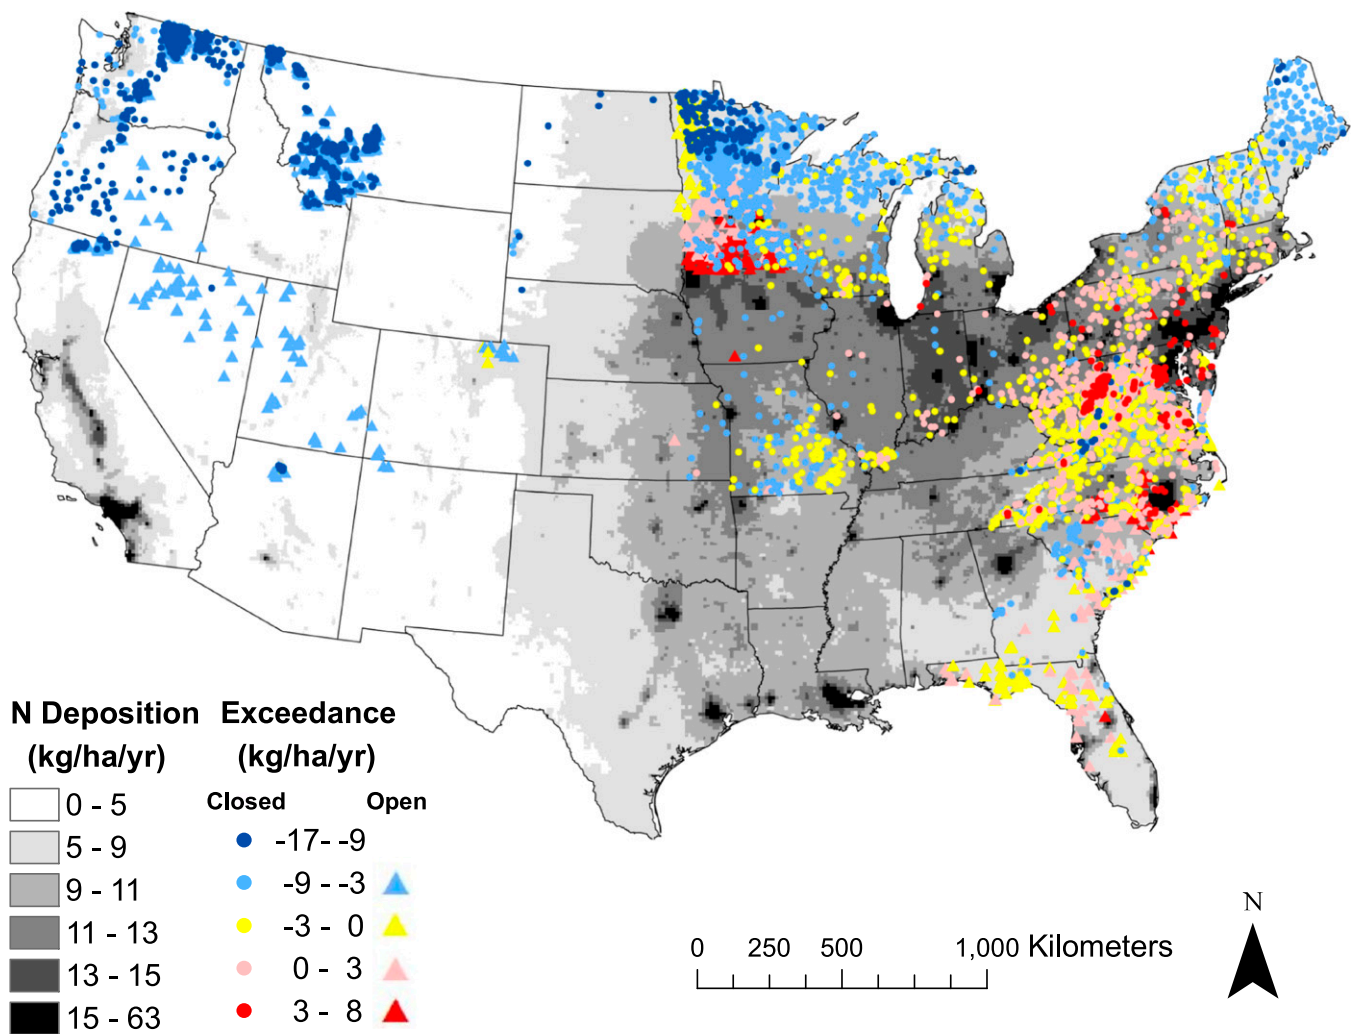 N Deposition Exceedance
(kg/ha/yr) (kg/ha/yr)
Closed Open
0 - 5
5 - 9 -17- -9
9 - 11 -9 - -3
11 - 13 -3 - 0
13 - 15 0 - 3
15 - 63 3 - 8
0 250 500 1,000 Kilometers
N